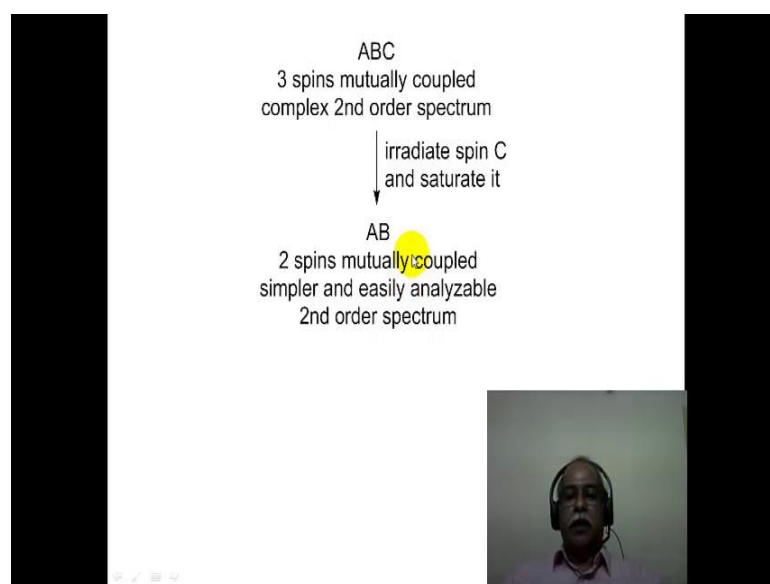 ABC
3 spins mutually coupled
complex 2nd order spectrum
irradiate spin C
and saturate it
AB
2 spins mutually coupled
simpler and easily analyzable
2nd order spectrum